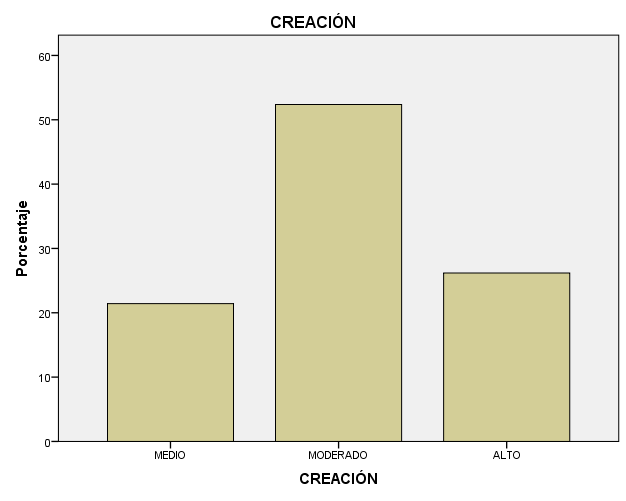 CREACIÓN
Porcentaje
60
50
40
30
20
10
0
MEDIO
MODERADO
ALTO
CREACIÓN